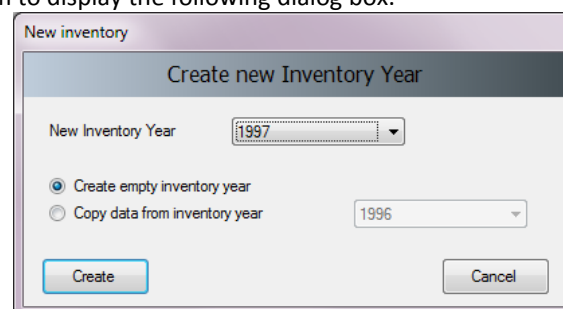 to display the following dialog box:
New inventory
Create new Inventory Year
New Inventory Year 1997
Create empty inventory year
Copy data from inventory year 1996
Create Cancel